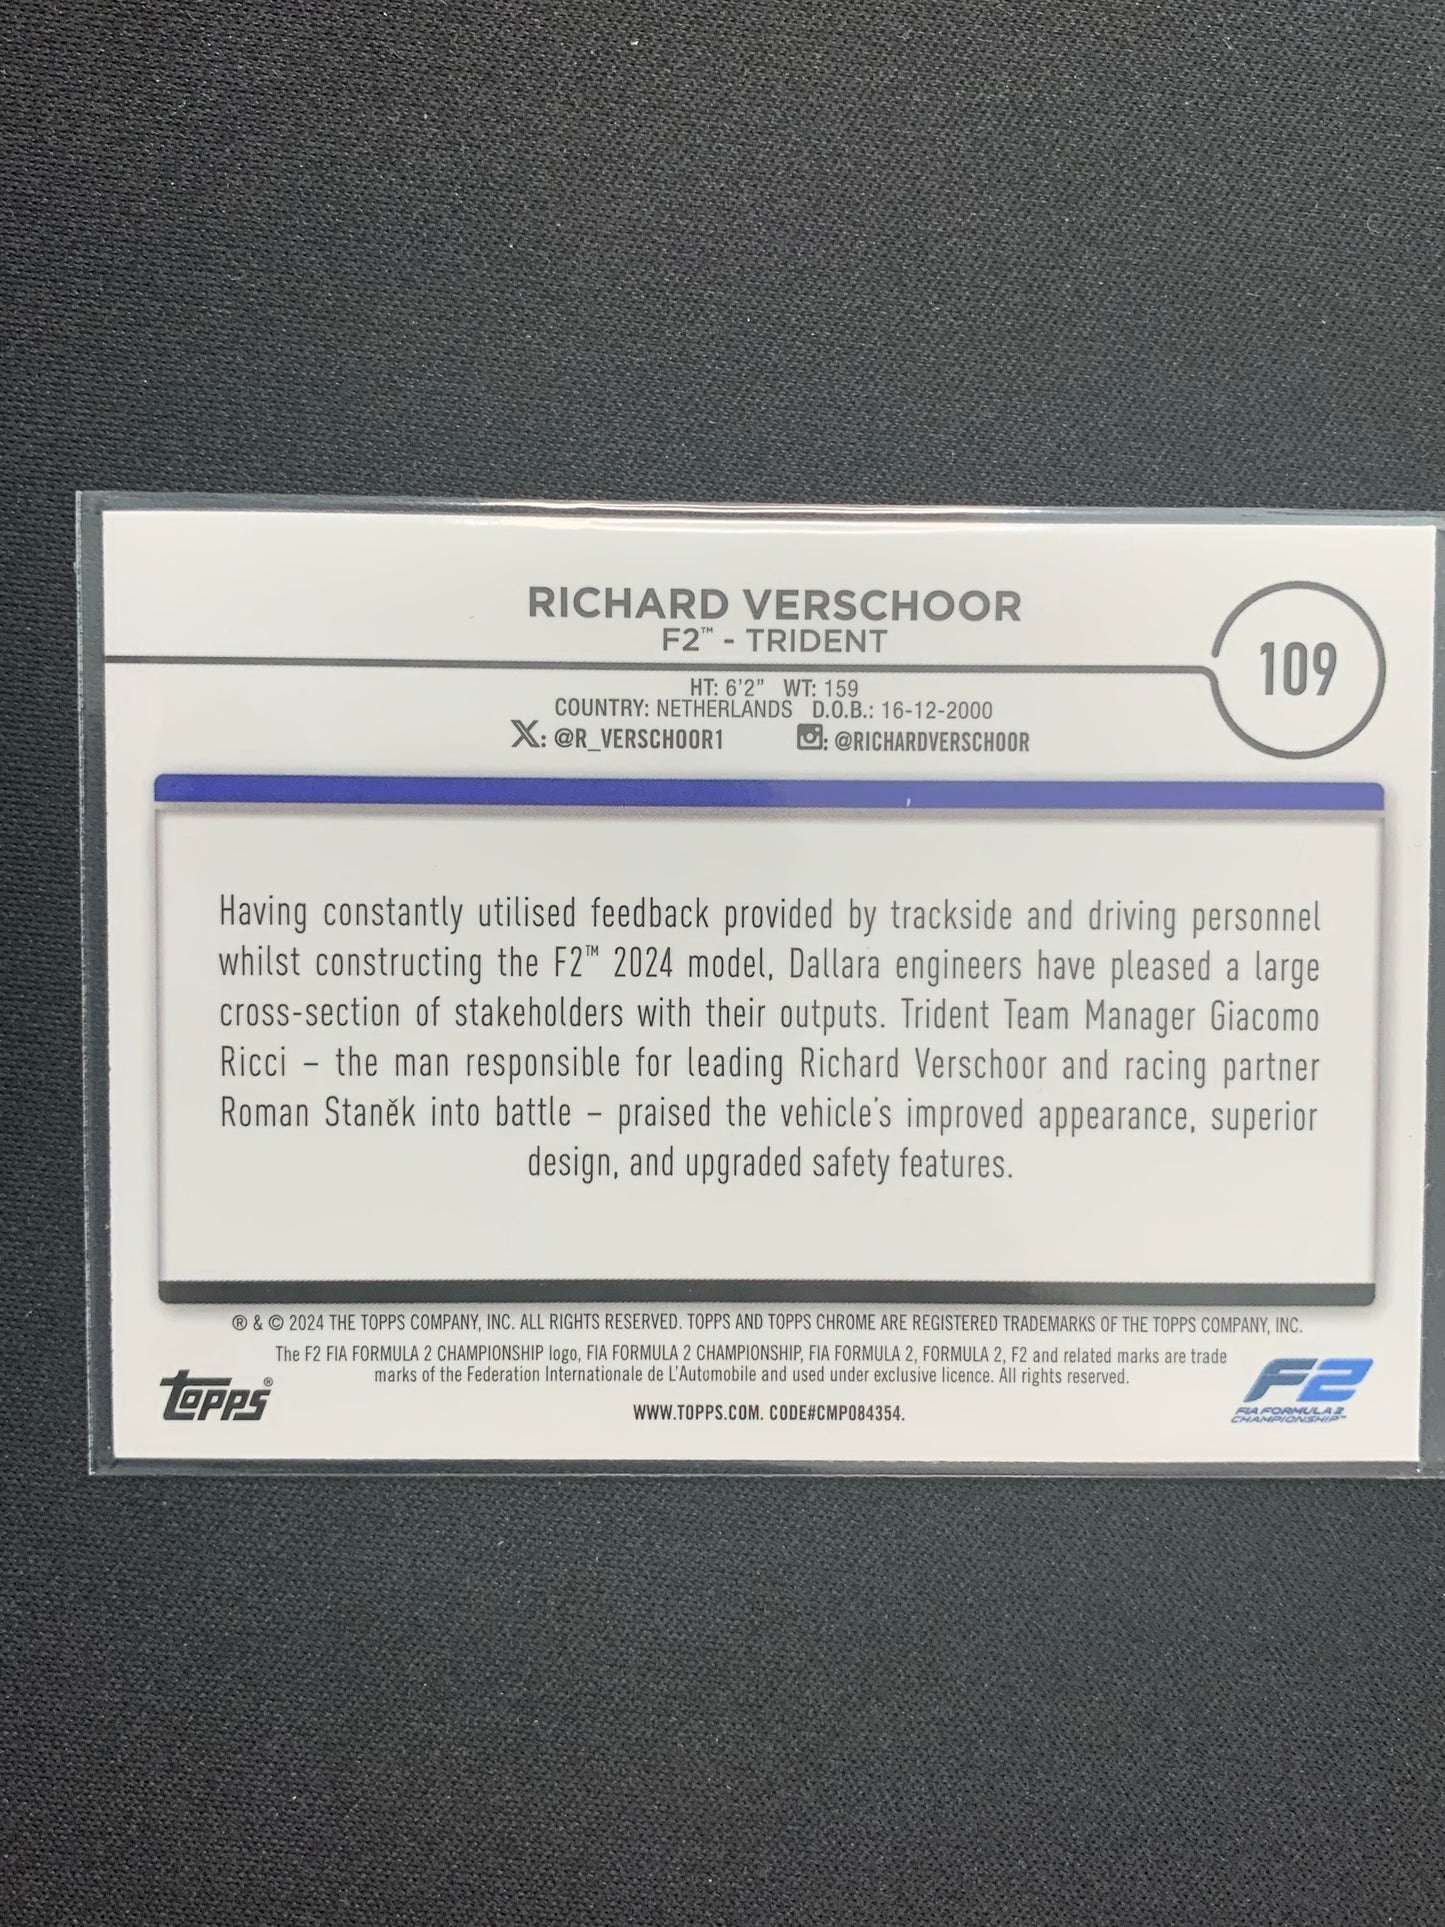 RICHARD VERSCHOOR
F2™ - TRIDENT
109
HT: 6'2" WT: 159
COUNTRY: NETHERLANDS D.O.B.: 16-12-2000
X: @R_VERSCHOOR1 : @RICHARDVERSCHOOR
Having constantly utilised feedback provided by trackside and driving personnel
whilst constructing the F2™ 2024 model, Dallara engineers have pleased a large
cross-section of stakeholders with their outputs. Trident Team Manager Giacomo
Ricci – the man responsible for leading Richard Verschoor and racing partner
Roman Staněk into battle – praised the vehicle's improved appearance, superior
design, and upgraded safety features.
® & © 2024 THE TOPPS COMPANY, INC. ALL RIGHTS RESERVED. TOPPS AND TOPPS CHROME ARE REGISTERED TRADEMARKS OF THE TOPPS COMPANY, INC.
The F2 FIA FORMULA 2 CHAMPIONSHIP logo, FIA FORMULA 2 CHAMPIONSHIP, FIA FORMULA 2, FORMULA 2, F2 and related marks are trade
marks of the Federation Internationale de L'Automobile and used under exclusive licence. All rights reserved.
WWW.TOPPS.COM. CODE#CMP084354.
topps®
F2
FIA FORMULA 2
CHAMPIONSHIP™